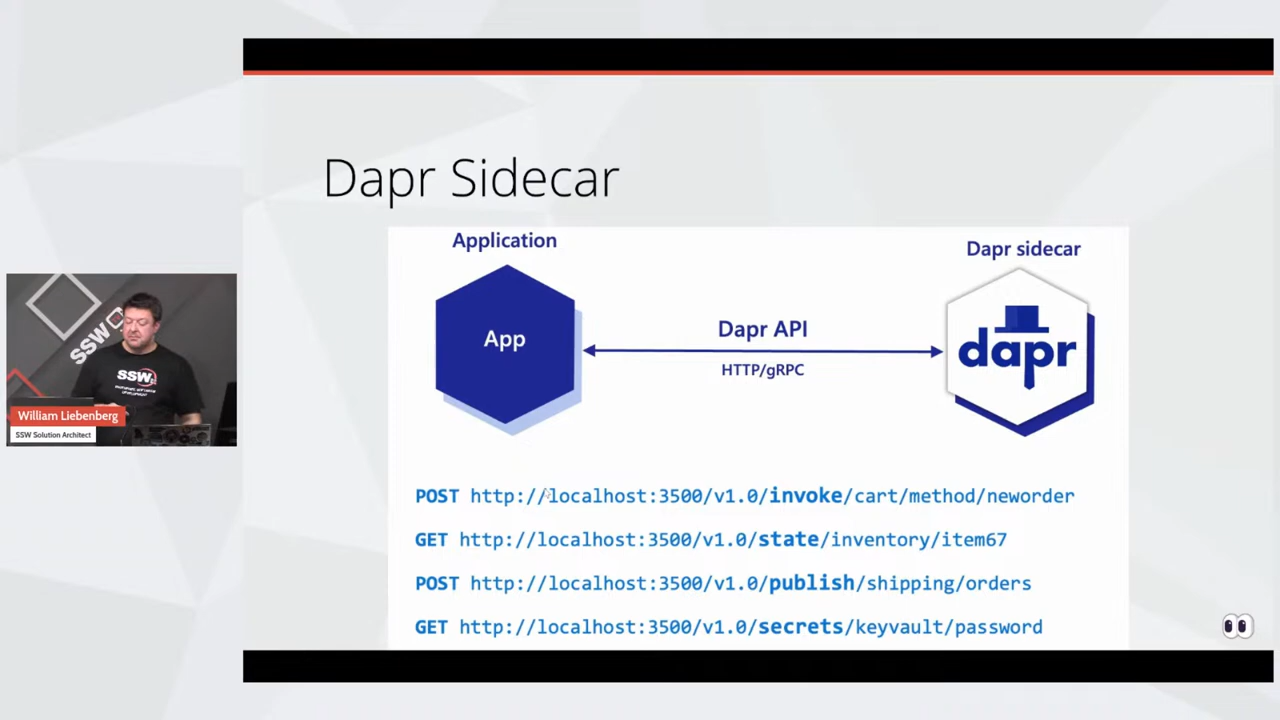 Dapr Sidecar
Application
Dapr sidecar
App
Dapr API
HTTP/gRPC
dapr
POST http://localhost:3500/v1.0/invoke/cart/method/neworder
GET http://localhost:3500/v1.0/state/inventory/item67
POST http://localhost:3500/v1.0/publish/shipping/orders
GET http://localhost:3500/v1.0/secrets/keyvault/password
SSW
SSW
William Liebenberg
SSW Solution Architect